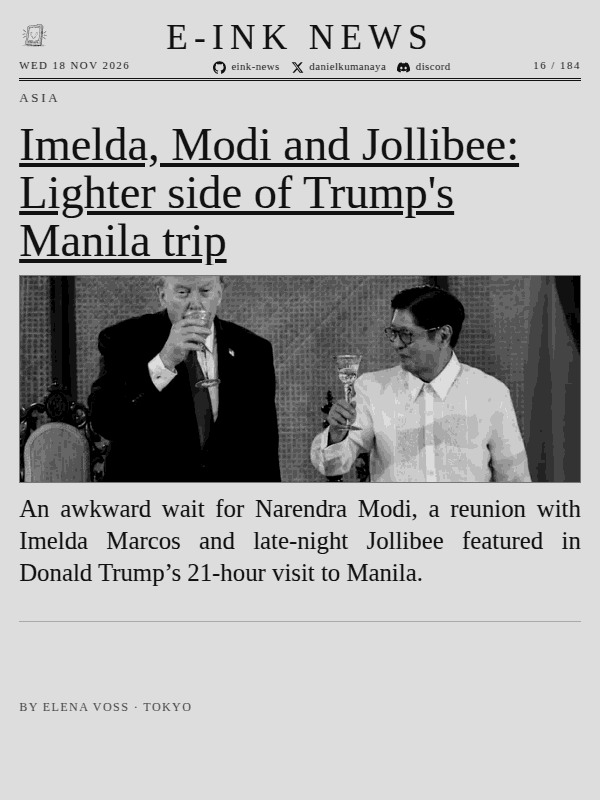 E-INK NEWS
WED 18 NOV 2026 eink-news danielkumanaya discord 16 / 184
ASIA
Imelda, Modi and Jollibee:
Lighter side of Trump's
Manila trip
An awkward wait for Narendra Modi, a reunion with
Imelda Marcos and late-night Jollibee featured in
Donald Trump’s 21-hour visit to Manila.
BY ELENA VOSS · TOKYO